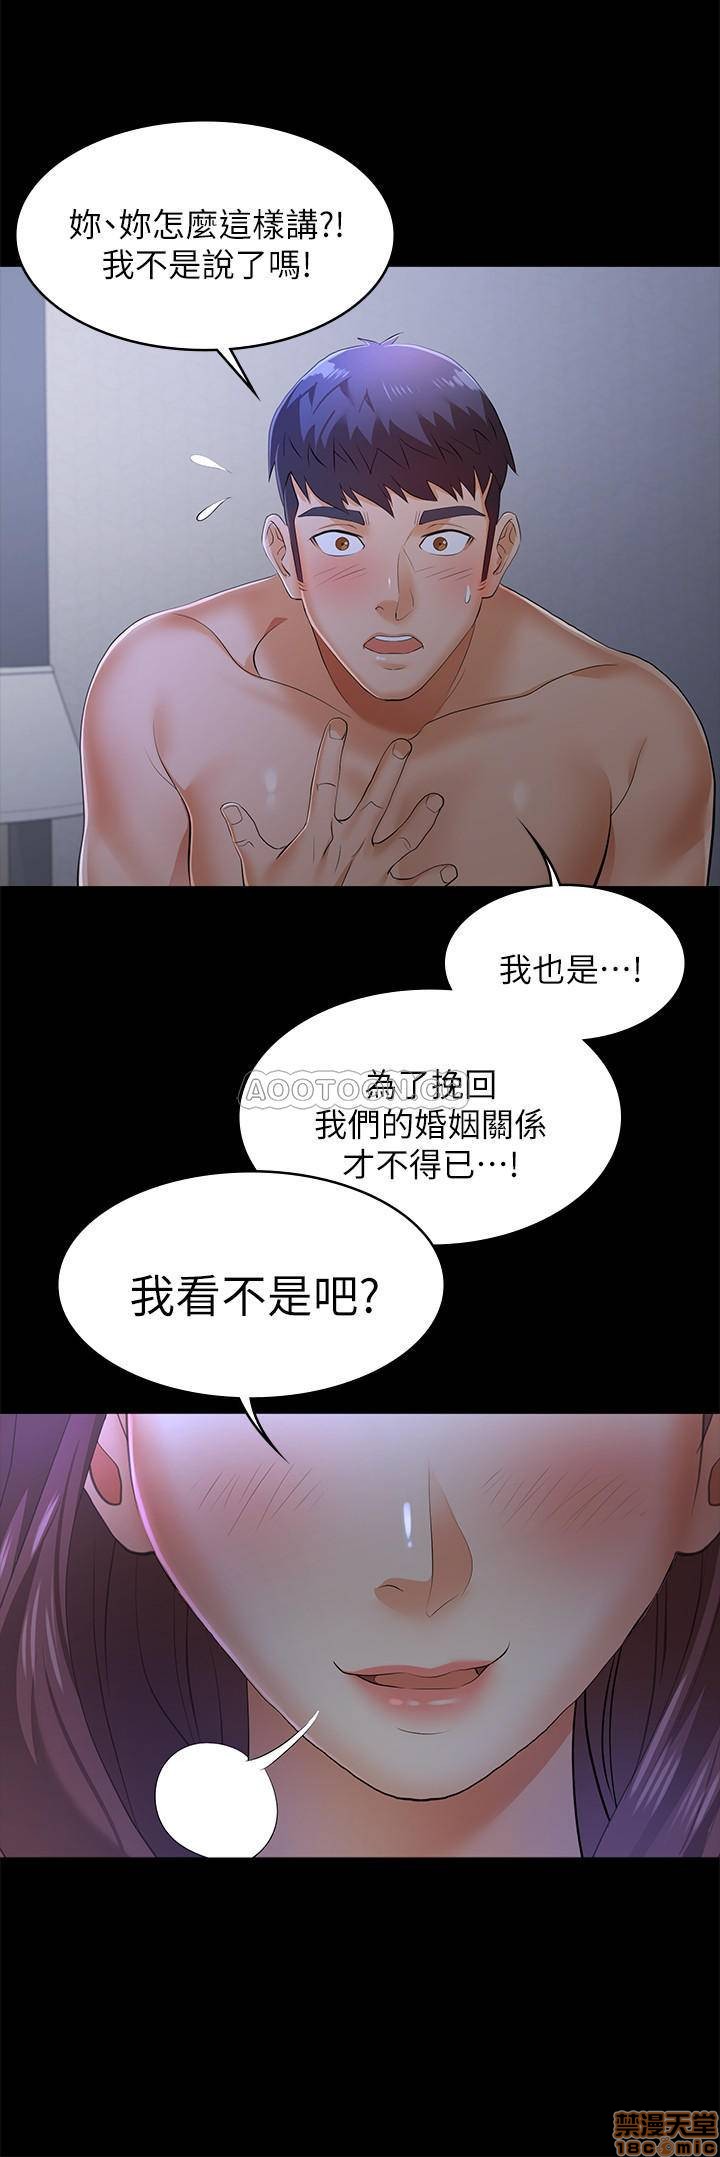 妳、妳怎麼這樣講?!
我不是說了嗎!
我也是…!
為了挽回
我們的婚姻關係
才不得已…!
我看不是吧?
禁漫天堂
18COMIC